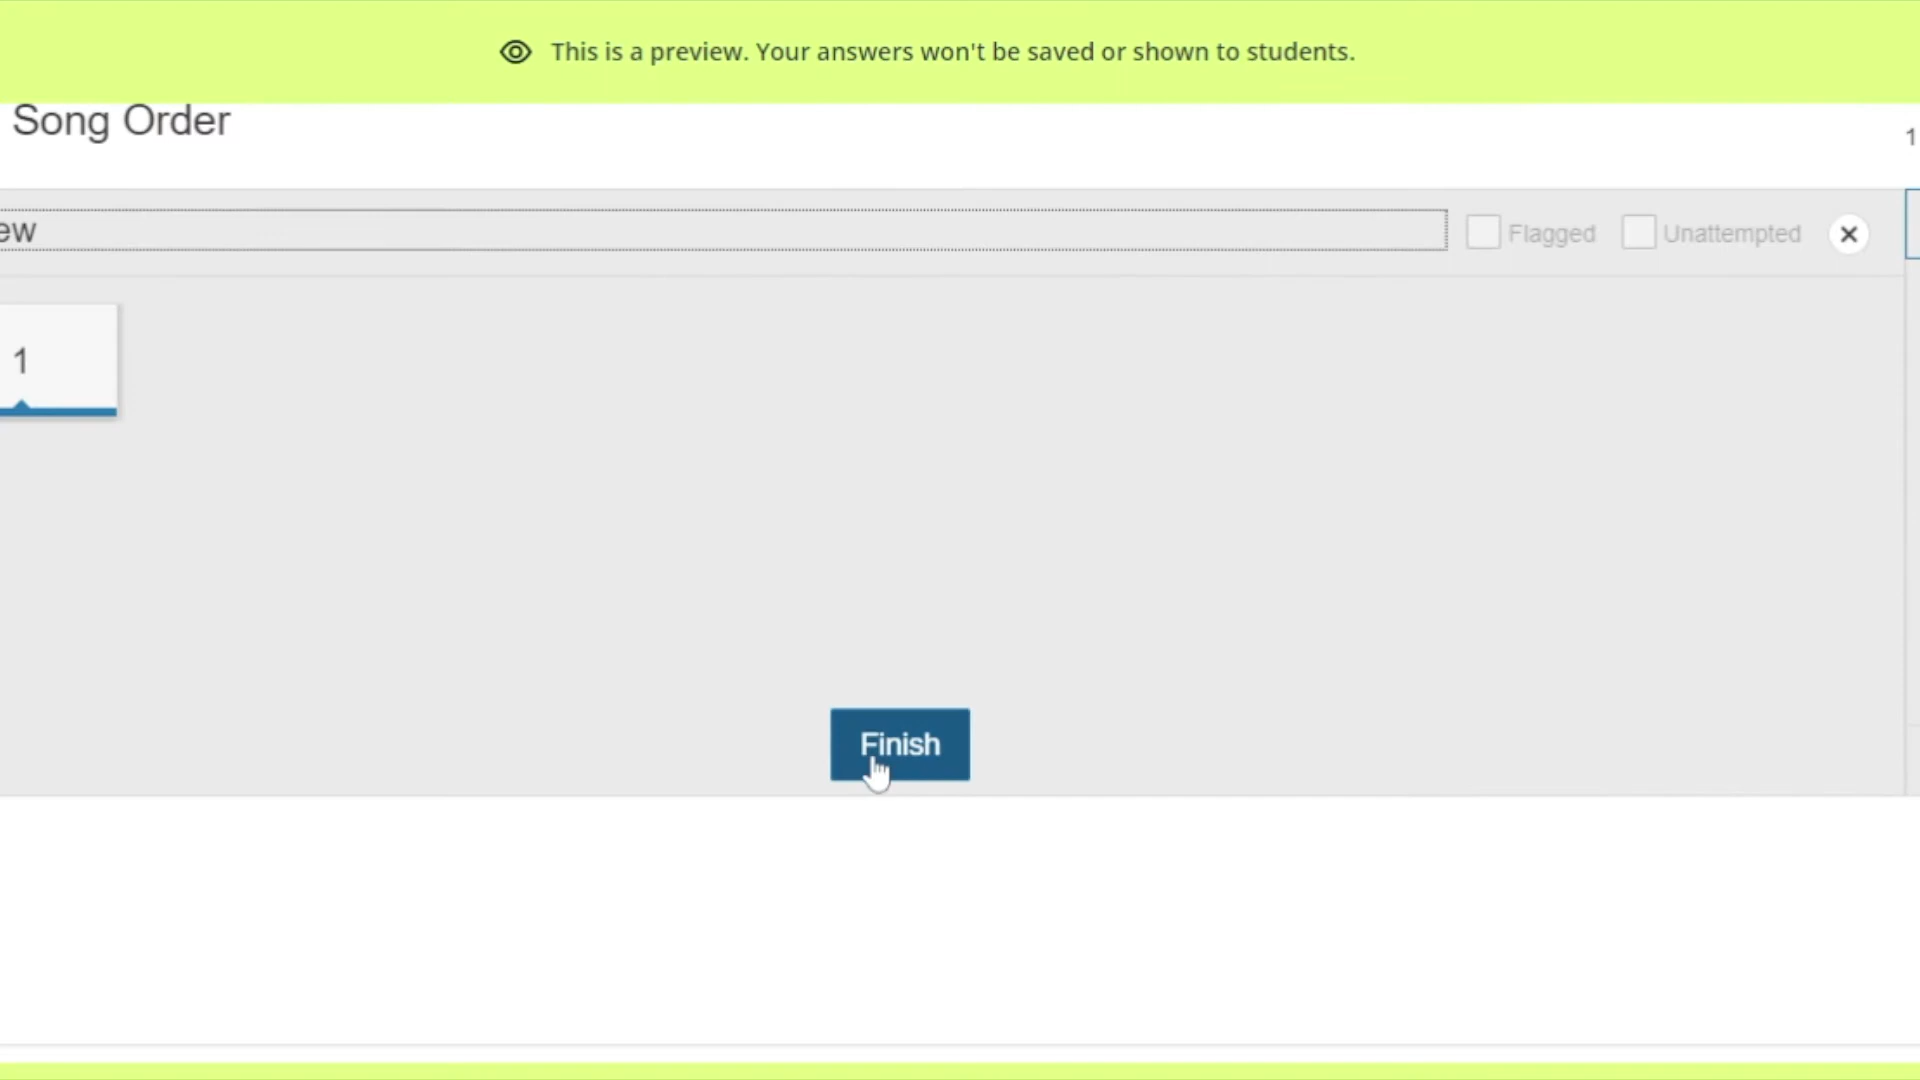 This is a preview. Your answers won't be saved or shown to students.
Song Order
1
ew
Flagged
Unattempted
1
Finish